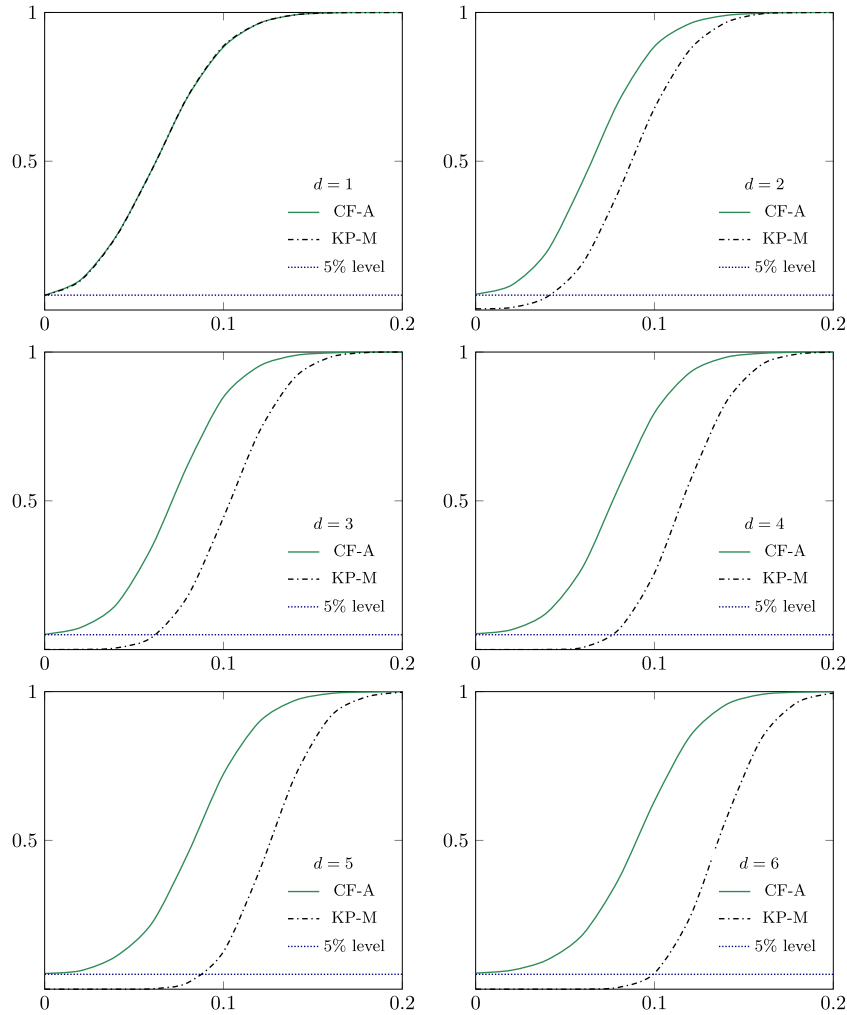 1
0.5
d = 1
CF-A
KP-M
5% level
0 0.1 0.2
1
0.5
d = 2
CF-A
KP-M
5% level
0 0.1 0.2
1
0.5
d = 3
CF-A
KP-M
5% level
0 0.1 0.2
1
0.5
d = 4
CF-A
KP-M
5% level
0 0.1 0.2
1
0.5
d = 5
CF-A
KP-M
5% level
0 0.1 0.2
1
0.5
d = 6
CF-A
KP-M
5% level
0 0.1 0.2